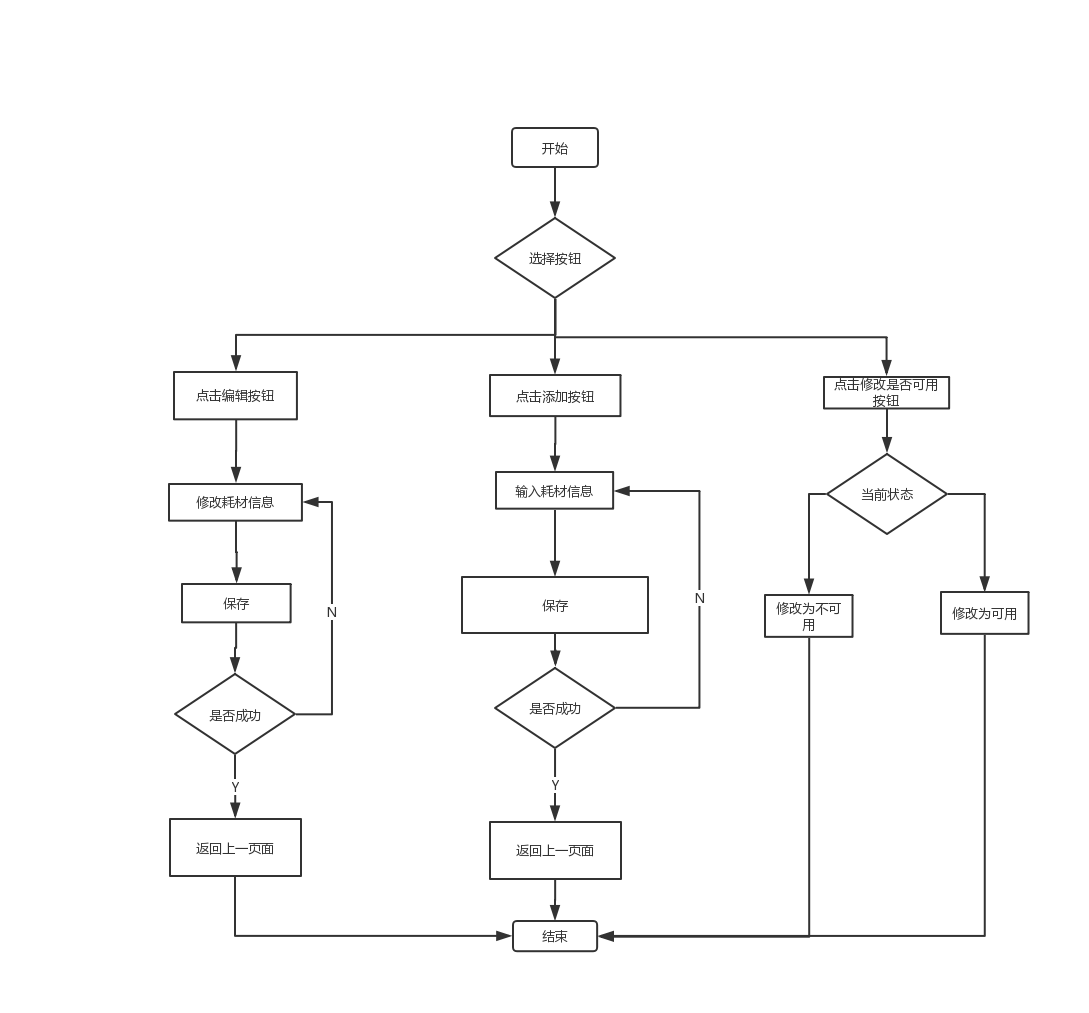 开始
选择按钮
点击编辑按钮
点击添加按钮
点击修改是否可用
按钮
修改耗材信息
输入耗材信息
当前状态
保存
保存
N
N
修改为不可
用
修改为可用
是否成功
是否成功
Y
Y
返回上一页面
返回上一页面
结束